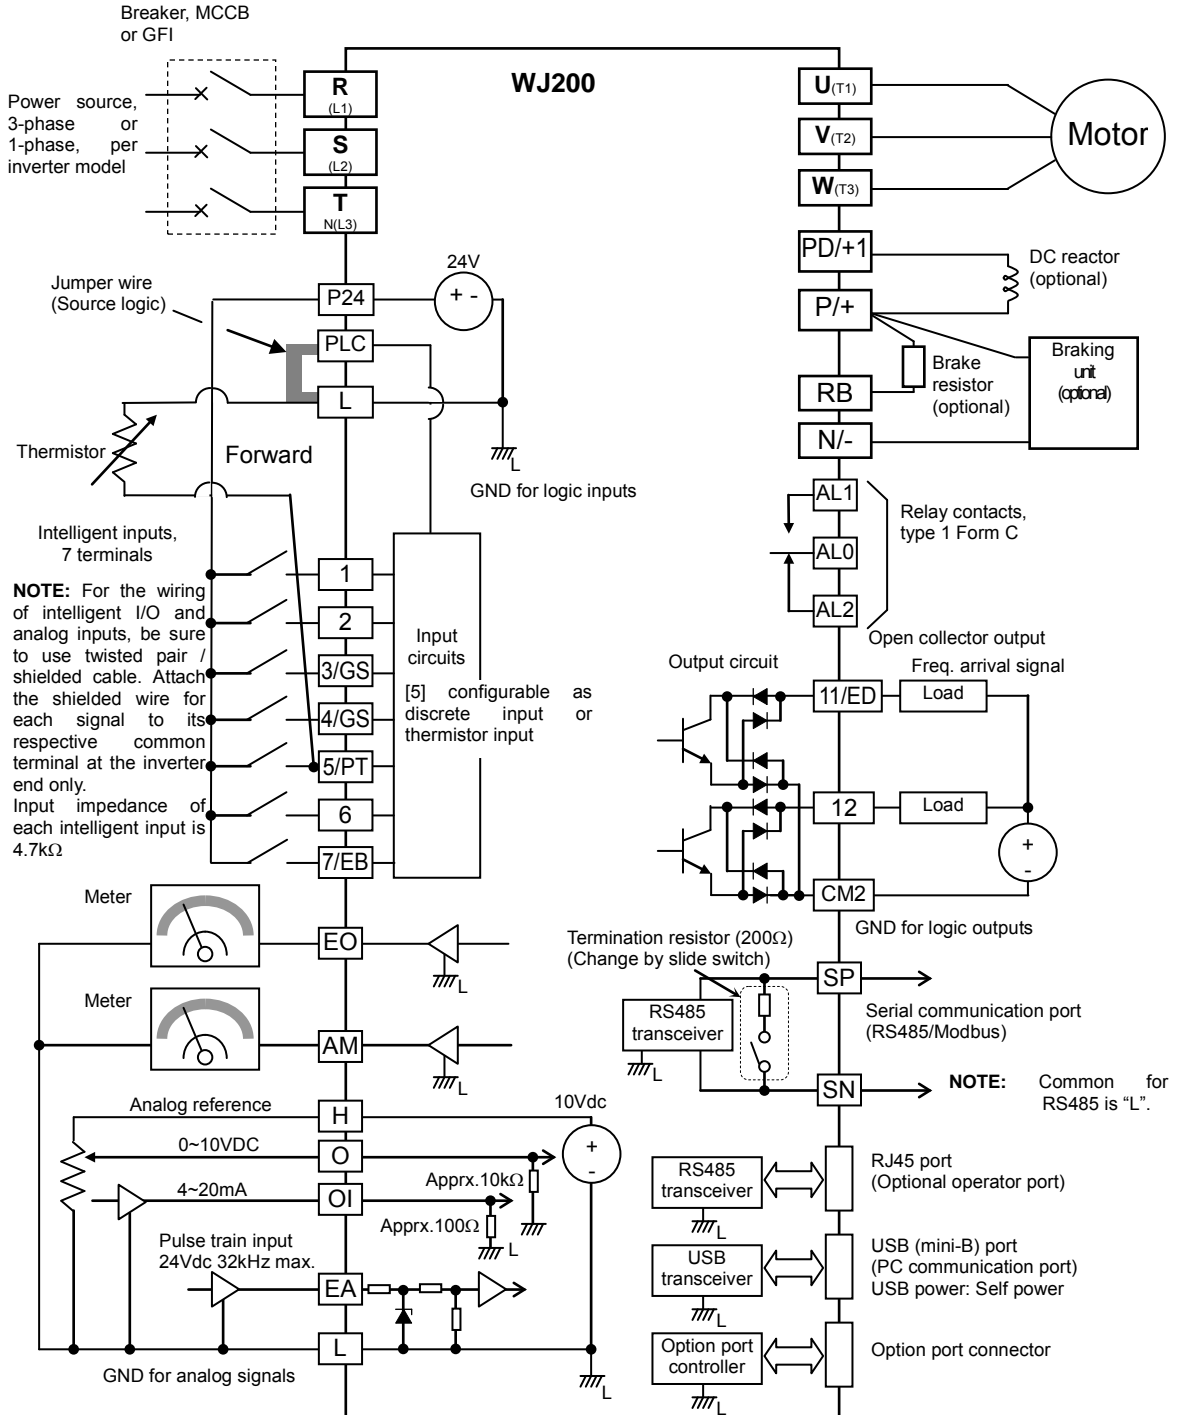 Breaker, MCCB
or GFI
WJ200
Power source,
3-phase or
1-phase, per
inverter model
R
(L1)
S
(L2)
T
N(L3)
U(T1)
V(T2)
W(T3)
Motor
PD/+1
P/+
RB
N/-
DC reactor
(optional)
Brake
resistor
(optional)
Braking
unit
(optional)
Jumper wire
(Source logic)
24V
+ -
P24
PLC
L
Thermistor
Forward
L
GND for logic inputs
Intelligent inputs,
7 terminals
NOTE: For the wiring
of intelligent I/O and
analog inputs, be sure
to use twisted pair /
shielded cable. Attach
the shielded wire for
each signal to its
respective common
terminal at the inverter
end only.
Input impedance of
each intelligent input is
4.7kΩ
1
2
3/GS
4/GS
5/PT
6
7/EB
Input
circuits
[5] configurable as
discrete input or
thermistor input
AL1
AL0
AL2
Relay contacts,
type 1 Form C
Open collector output
Output circuit
Freq. arrival signal
11/ED
Load
12
Load
+
-
CM2
GND for logic outputs
Meter
EO
L
Meter
AM
L
Termination resistor (200Ω)
(Change by slide switch)
SP
RS485
transceiver
L
Serial communication port
(RS485/Modbus)
SN
NOTE: Common for
RS485 is “L”.
Analog reference
H
10Vdc
0~10VDC
O
+
-
Apprx.10kΩ
4~20mA
OI
Apprx.100Ω
L
Pulse train input
24Vdc 32kHz max.
EA
L
GND for analog signals
L
RS485
transceiver
L
RJ45 port
(Optional operator port)
USB
transceiver
L
USB (mini-B) port
(PC communication port)
USB power: Self power
Option port
controller
L
Option port connector